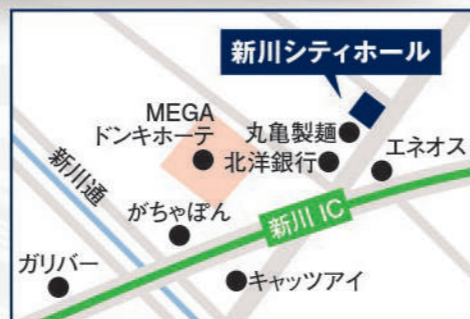 新川シティホール
MEGA
ドンキホーテ
丸亀製麺
北洋銀行
エネオス
新川通
がちゃぽん
新川 IC
ガリバー
キャッツアイ